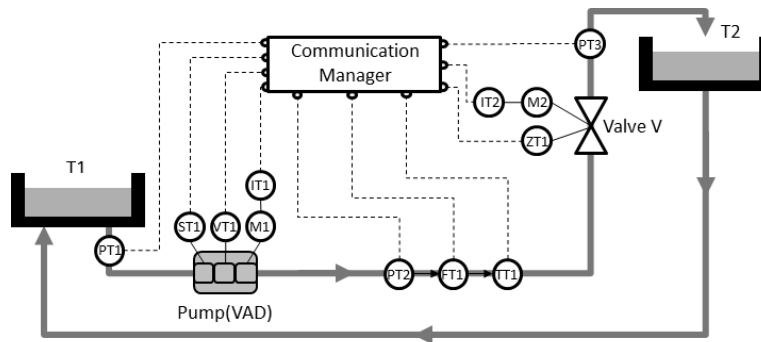 Communication
Manager
PT3
T2
IT2
M2
ZT1
Valve V
T1
IT1
ST1
VT1
M1
PT1
PT2
FT1
TT1
Pump(VAD)